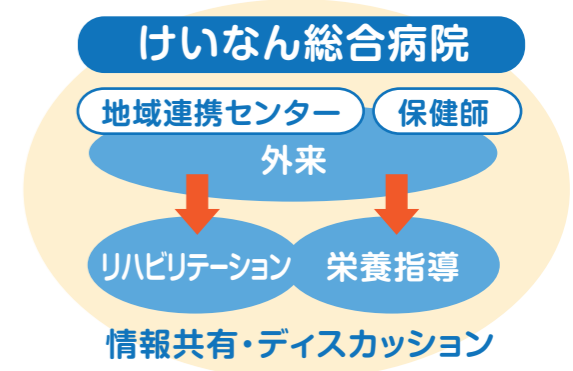 けいなん総合病院
地域連携センター 保健師
外来
リハビリテーション 栄養指導
情報共有・ディスカッション